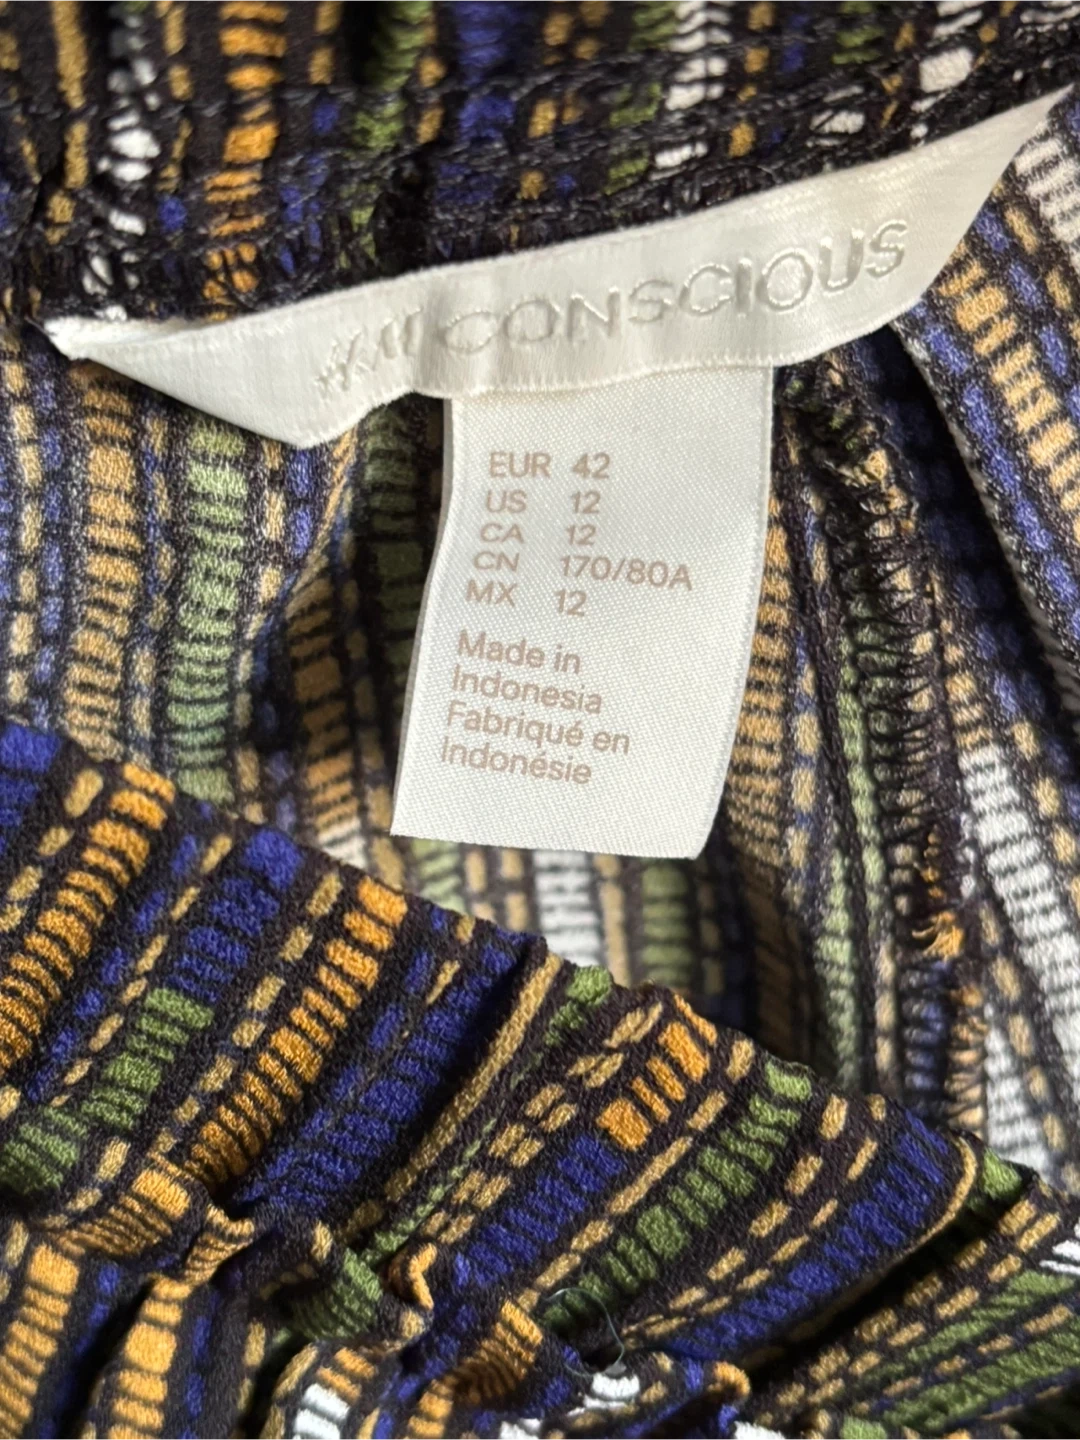 H&M CONSCIOUS
EUR 42
US 12
CA 12
CN 170/80A
MX 12
Made in
Indonesia
Fabriqué en
Indonésie